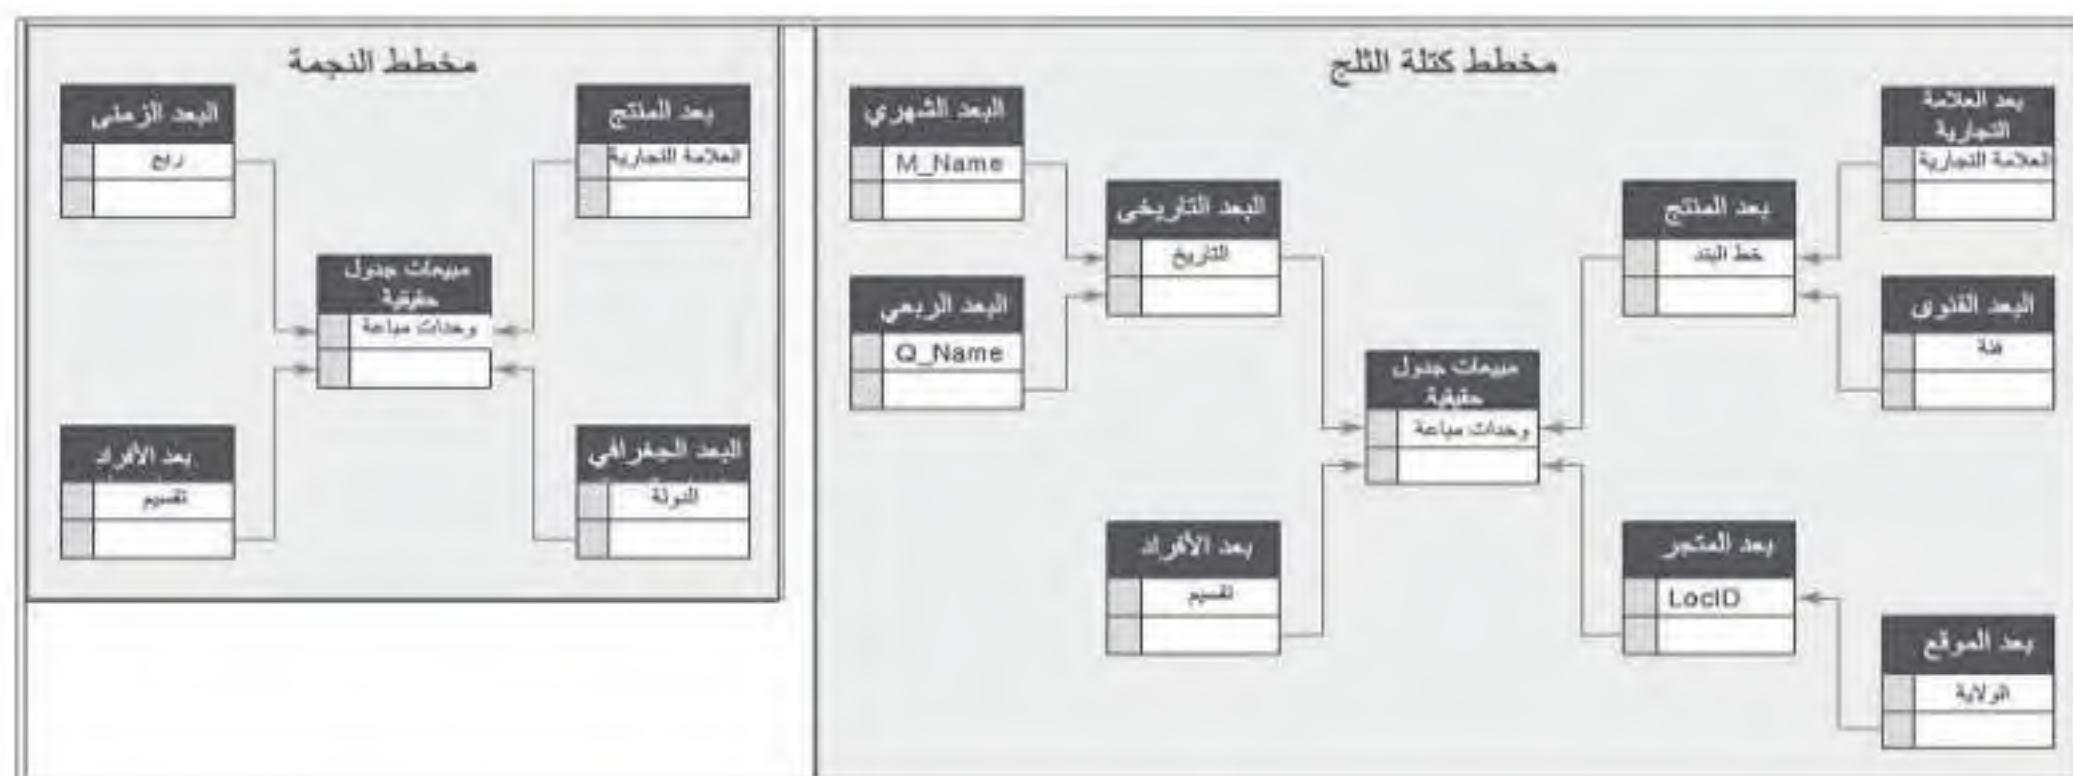 مخطط النجمة
البعد الزمني
ربع
بعد المنتج
العلامة التجارية
مبيعات جدول
حقيقية
وحدات مباعة
بعد الأفراد
تقسيم
البعد الجغرافي
الدولة
مخطط كتلة الثلج
البعد الشهري
M_Name
البعد الربعي
Q_Name
البعد التاريخي
التاريخ
بعد العلامة
التجارية
العلامة التجارية
بعد المنتج
خط البند
البعد الفئوي
فئة
مبيعات جدول
حقيقية
وحدات مباعة
بعد الأفراد
تقسيم
بعد المتجر
LocID
بعد الموقع
الولاية